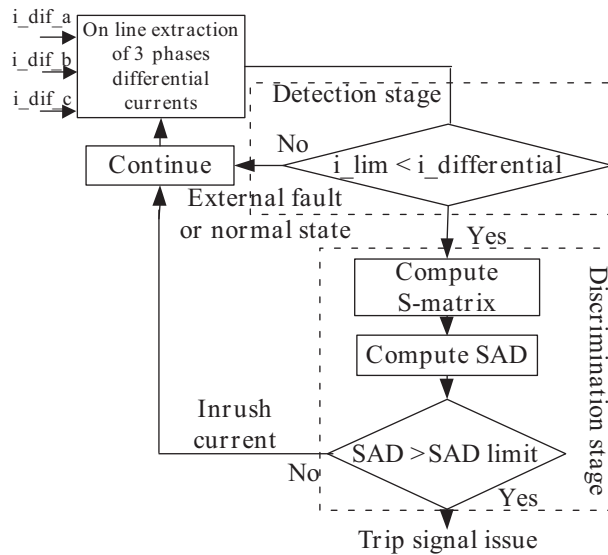 i_dif_a
i_dif_b
i_dif_c
On line extraction
of 3 phases
differential
currents
Detection stage
No
Continue
i_lim < i_differential
External fault
or normal state
Yes
Compute
S-matrix
Compute SAD
Discrimination stage
Inrush
current
SAD > SAD limit
No
Yes
Trip signal issue